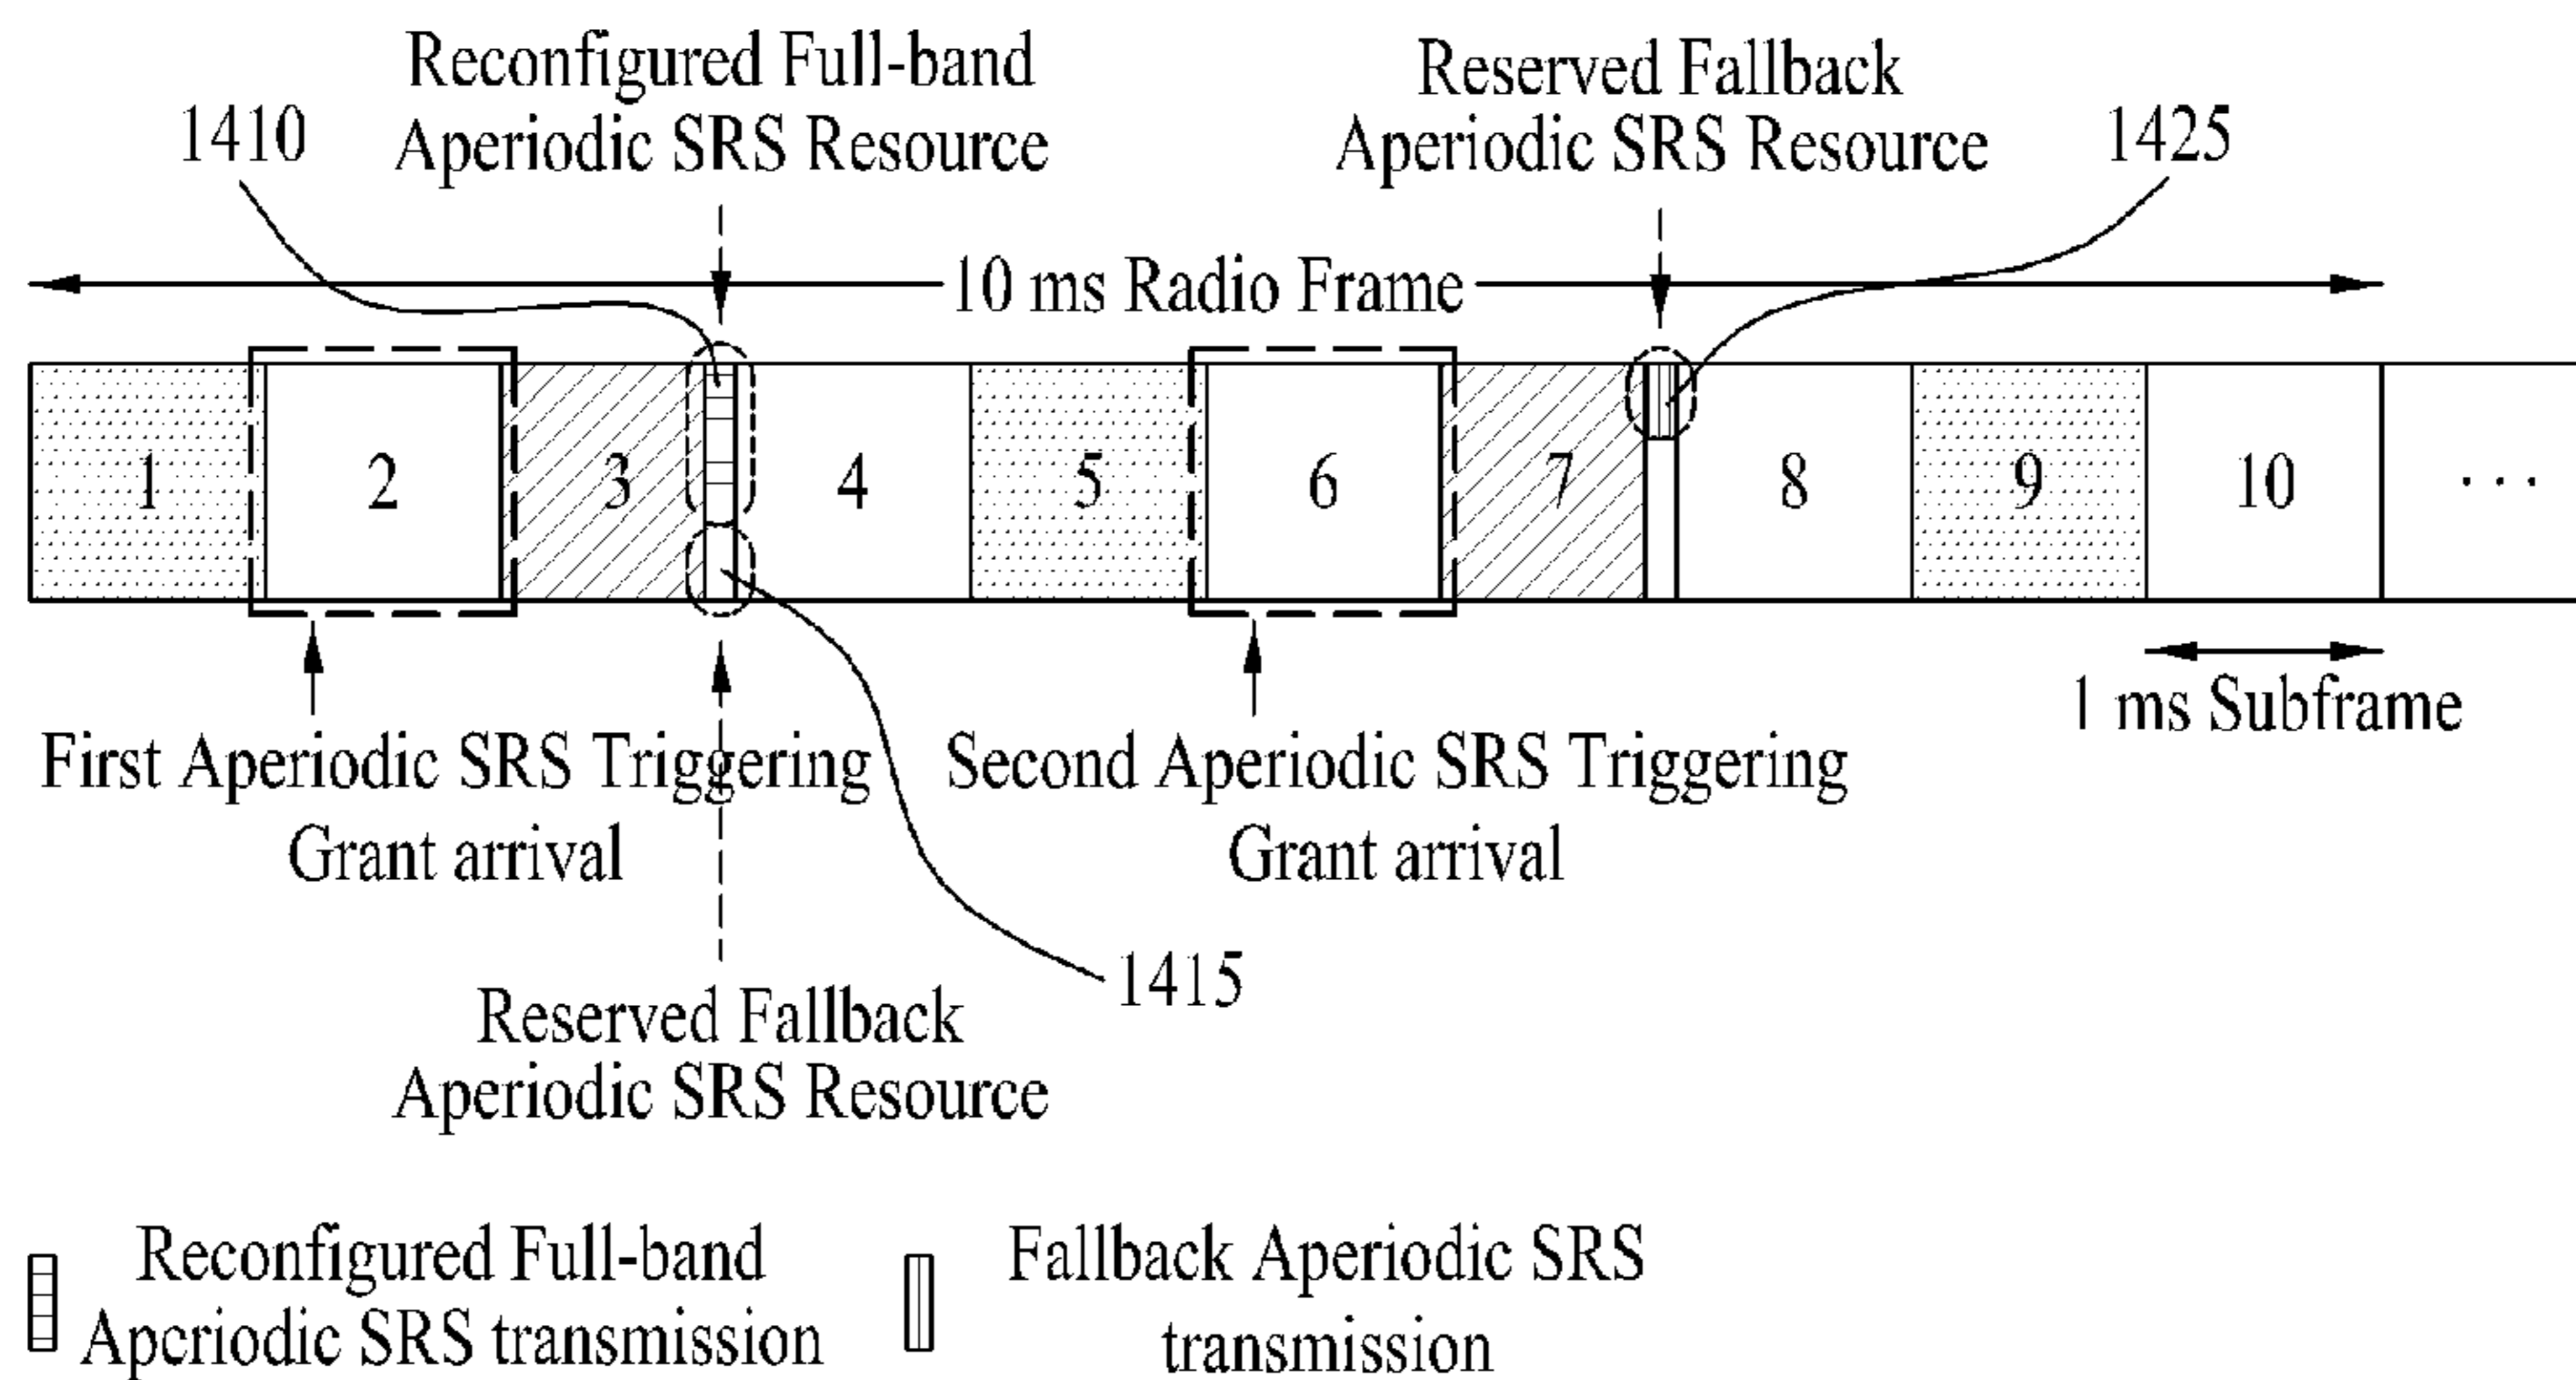 Reconfigured Full-band
Aperiodic SRS Resource
Reserved Fallback
Aperiodic SRS Resource
1410
1425
10 ms Radio Frame
1 2 3 4 5 6 7 8 9 10 ...
1 ms Subframe
First Aperiodic SRS Triggering
Grant arrival
Second Aperiodic SRS Triggering
Grant arrival
1415
Reserved Fallback
Aperiodic SRS Resource
Reconfigured Full-band
Aperiodic SRS transmission
Fallback Aperiodic SRS
transmission